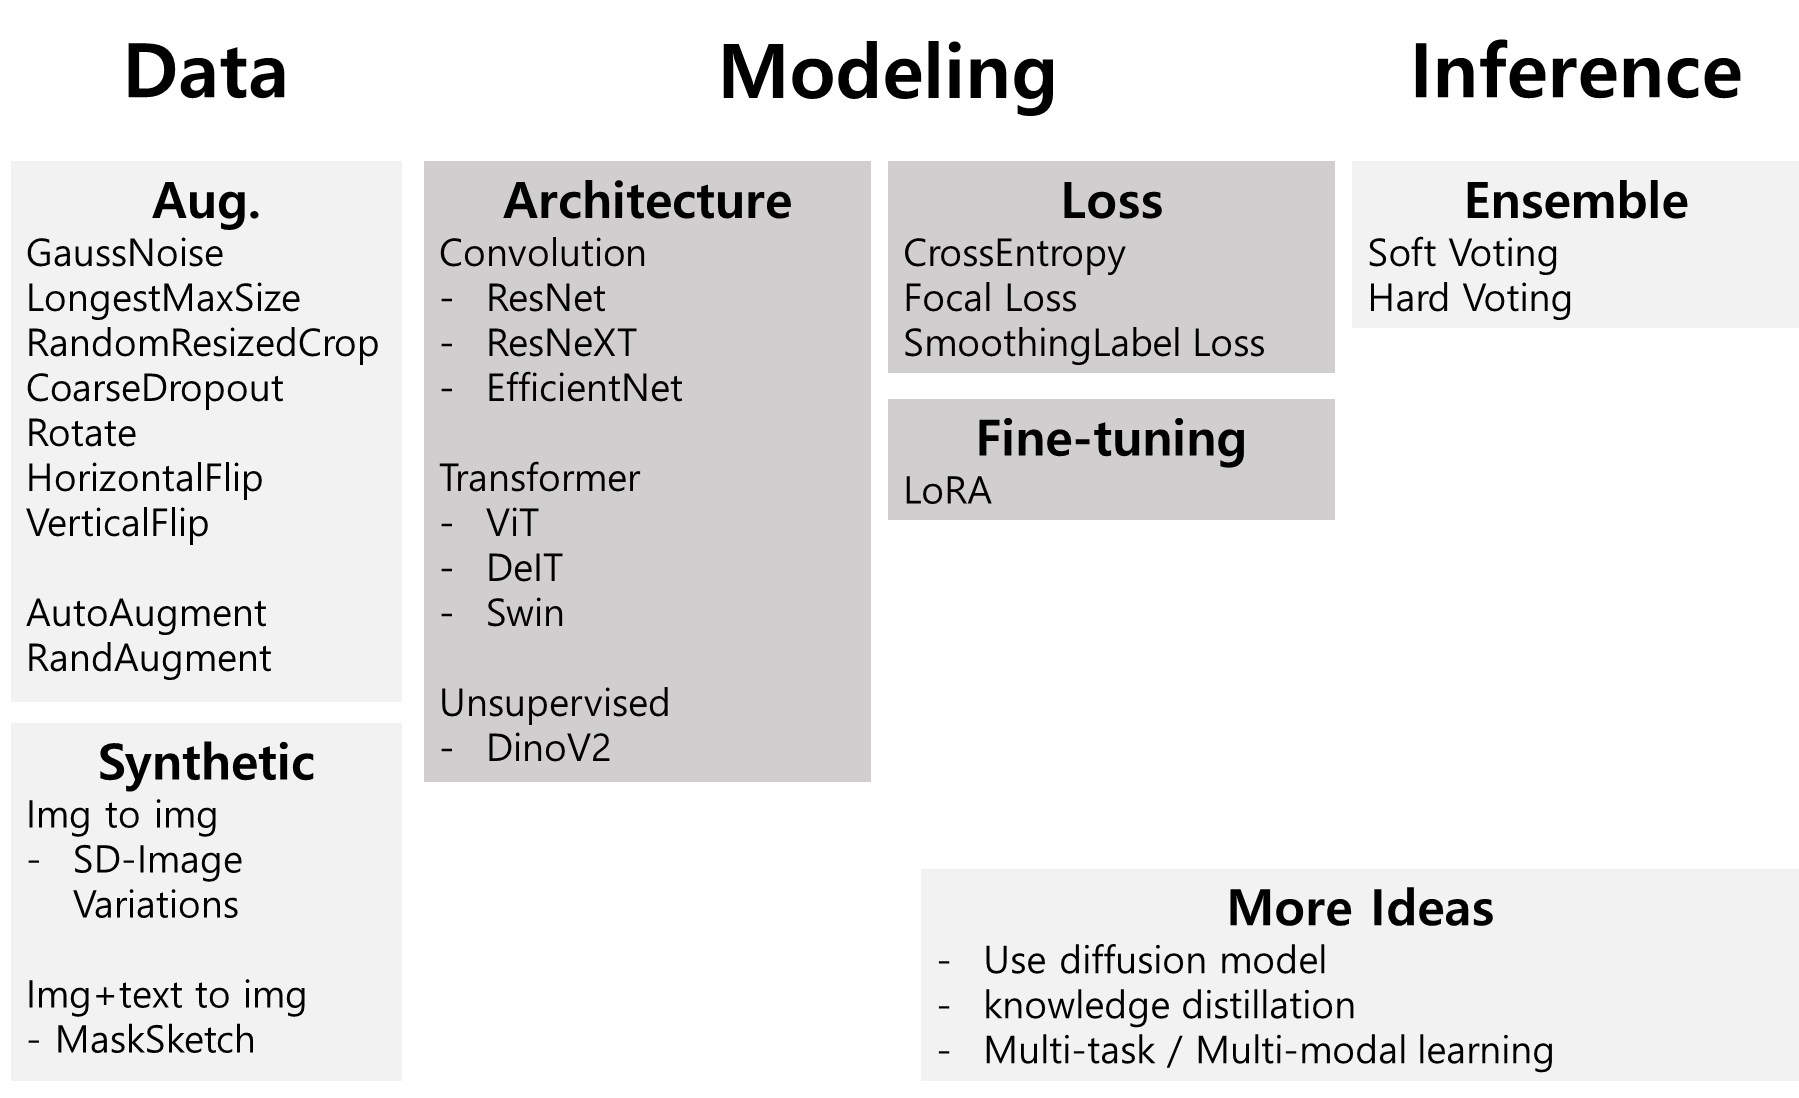 Data
Modeling
Inference
Aug.
GaussNoise
LongestMaxSize
RandomResizedCrop
CoarseDropout
Rotate
HorizontalFlip
VerticalFlip
AutoAugment
RandAugment
Synthetic
Img to img
- SD-Image
Variations
Img+text to img
- MaskSketch
Architecture
Convolution
- ResNet
- ResNeXT
- EfficientNet
Transformer
- ViT
- DeIT
- Swin
Unsupervised
- DinoV2
Loss
CrossEntropy
Focal Loss
SmoothingLabel Loss
Fine-tuning
LoRA
Ensemble
Soft Voting
Hard Voting
More Ideas
- Use diffusion model
- knowledge distillation
- Multi-task / Multi-modal learning